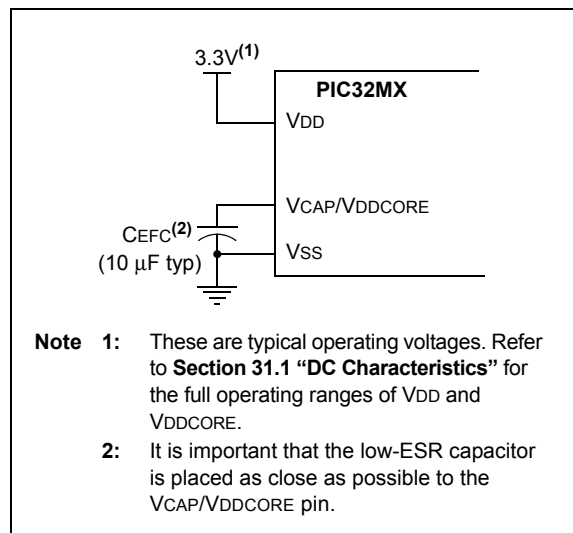 3.3V(1)
PIC32MX
VDD
VCAP/VDDCORE
CEFC(2)
(10 μF typ)
VSS
Note 1: These are typical operating voltages. Refer
to Section 31.1 “DC Characteristics” for
the full operating ranges of VDD and
VDDCORE.
2: It is important that the low-ESR capacitor
is placed as close as possible to the
VCAP/VDDCORE pin.